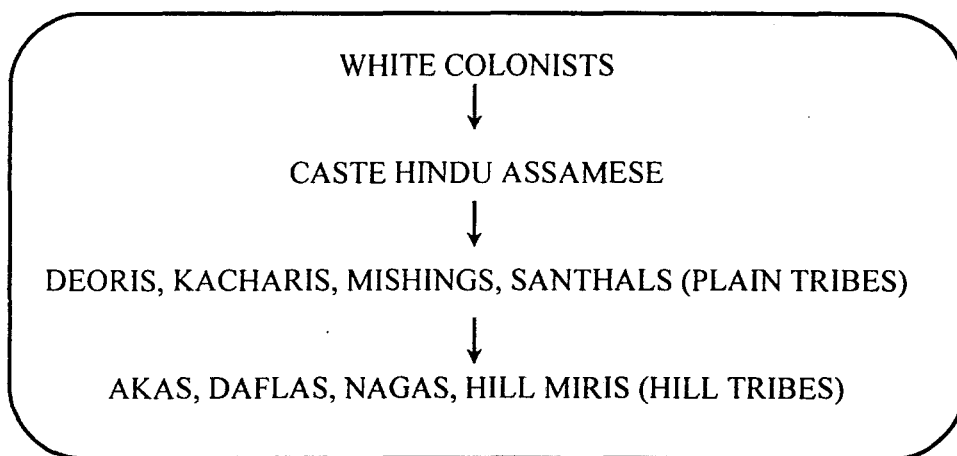 WHITE COLONISTS
CASTE HINDU ASSAMESE
DEORIS, KACHARIS, MISHINGS, SANTHALS (PLAIN TRIBES)
AKAS, DAFLAS, NAGAS, HILL MIRIS (HILL TRIBES)